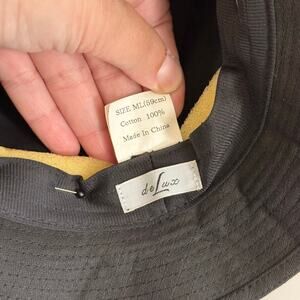 SIZE ML(59cm)
Cotton 100%
Made In China
deLux